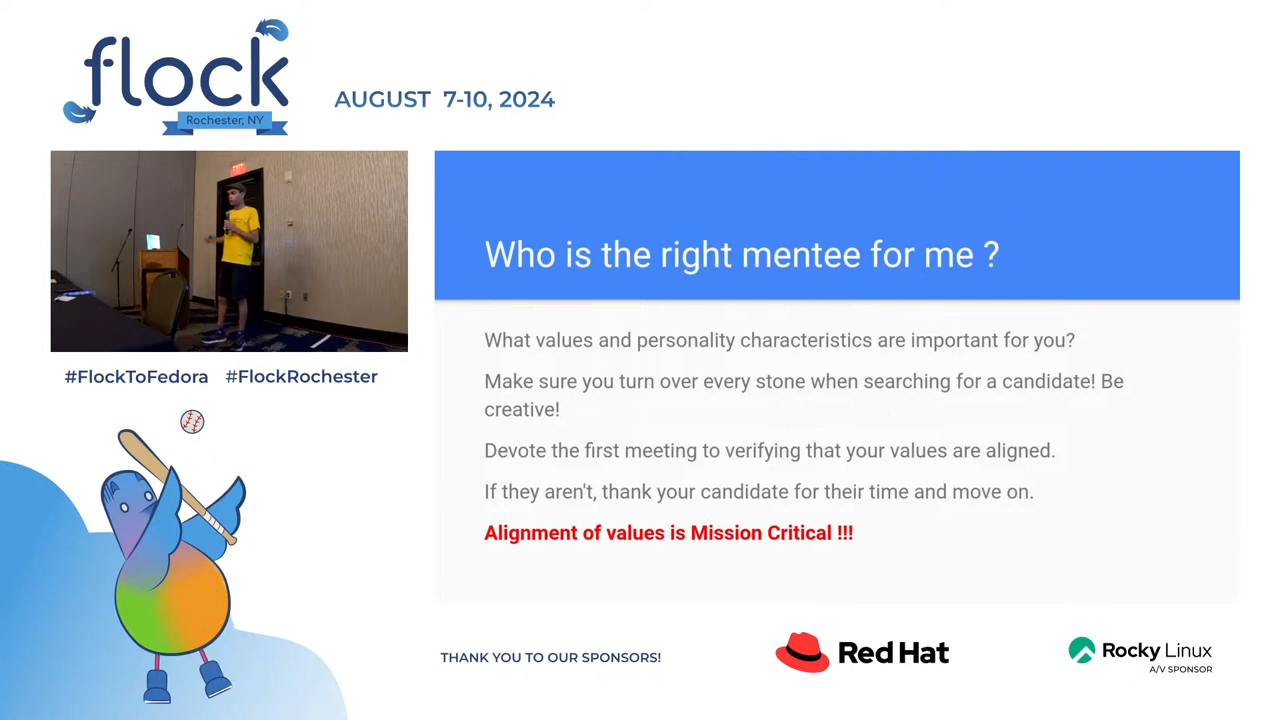 flock
Rochester, NY
AUGUST 7-10, 2024
EXIT
#FlockToFedora #FlockRochester
Who is the right mentee for me ?
What values and personality characteristics are important for you?
Make sure you turn over every stone when searching for a candidate! Be
creative!
Devote the first meeting to verifying that your values are aligned.
If they aren't, thank your candidate for their time and move on.
Alignment of values is Mission Critical !!!
THANK YOU TO OUR SPONSORS!
Red Hat
Rocky Linux
A/V SPONSOR